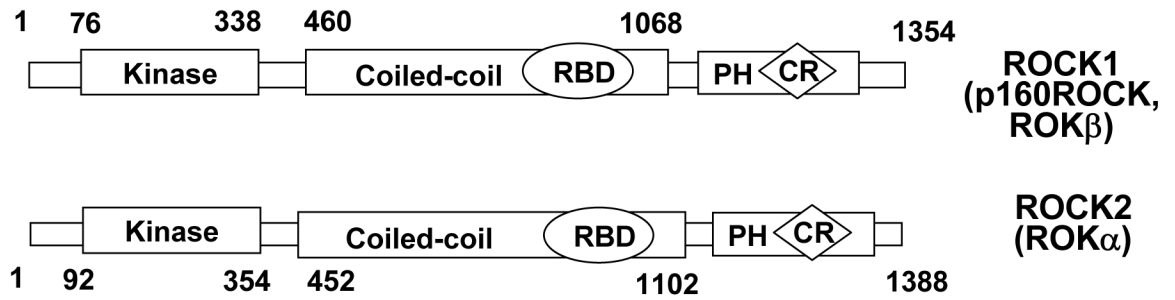 1 76 338 460 1068 1354
Kinase Coiled-coil RBD PH CR
ROCK1
(p160ROCK,
ROKβ)
Kinase Coiled-coil RBD PH CR
ROCK2
(ROKα)
1 92 354 452 1102 1388